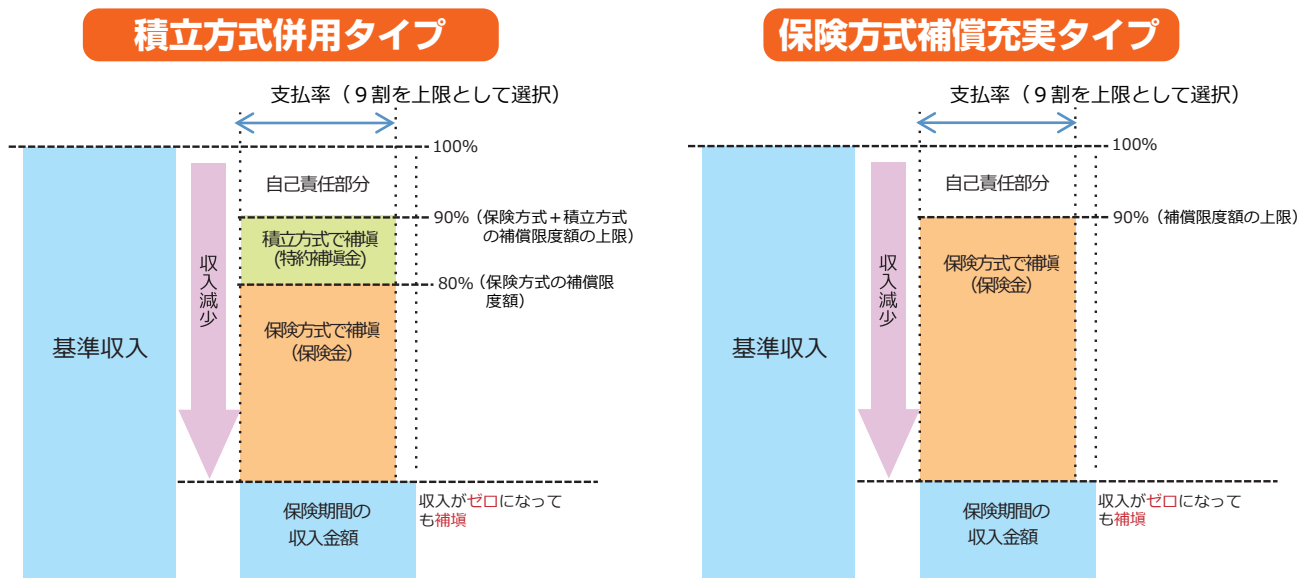 積立方式併用タイプ
支払率（９割を上限として選択）
100%
自己責任部分
90%（保険方式＋積立方式
の補償限度額の上限）
積立方式で補塡
（特約補塡金）
80%（保険方式の補償限
度額）
収入減少
保険方式で補塡
（保険金）
基準収入
収入がゼロになって
も補塡
保険期間の
収入金額
保険方式補償充実タイプ
支払率（９割を上限として選択）
100%
自己責任部分
90%（補償限度額の上限）
保険方式で補塡
（保険金）
収入減少
基準収入
収入がゼロになって
も補塡
保険期間の
収入金額